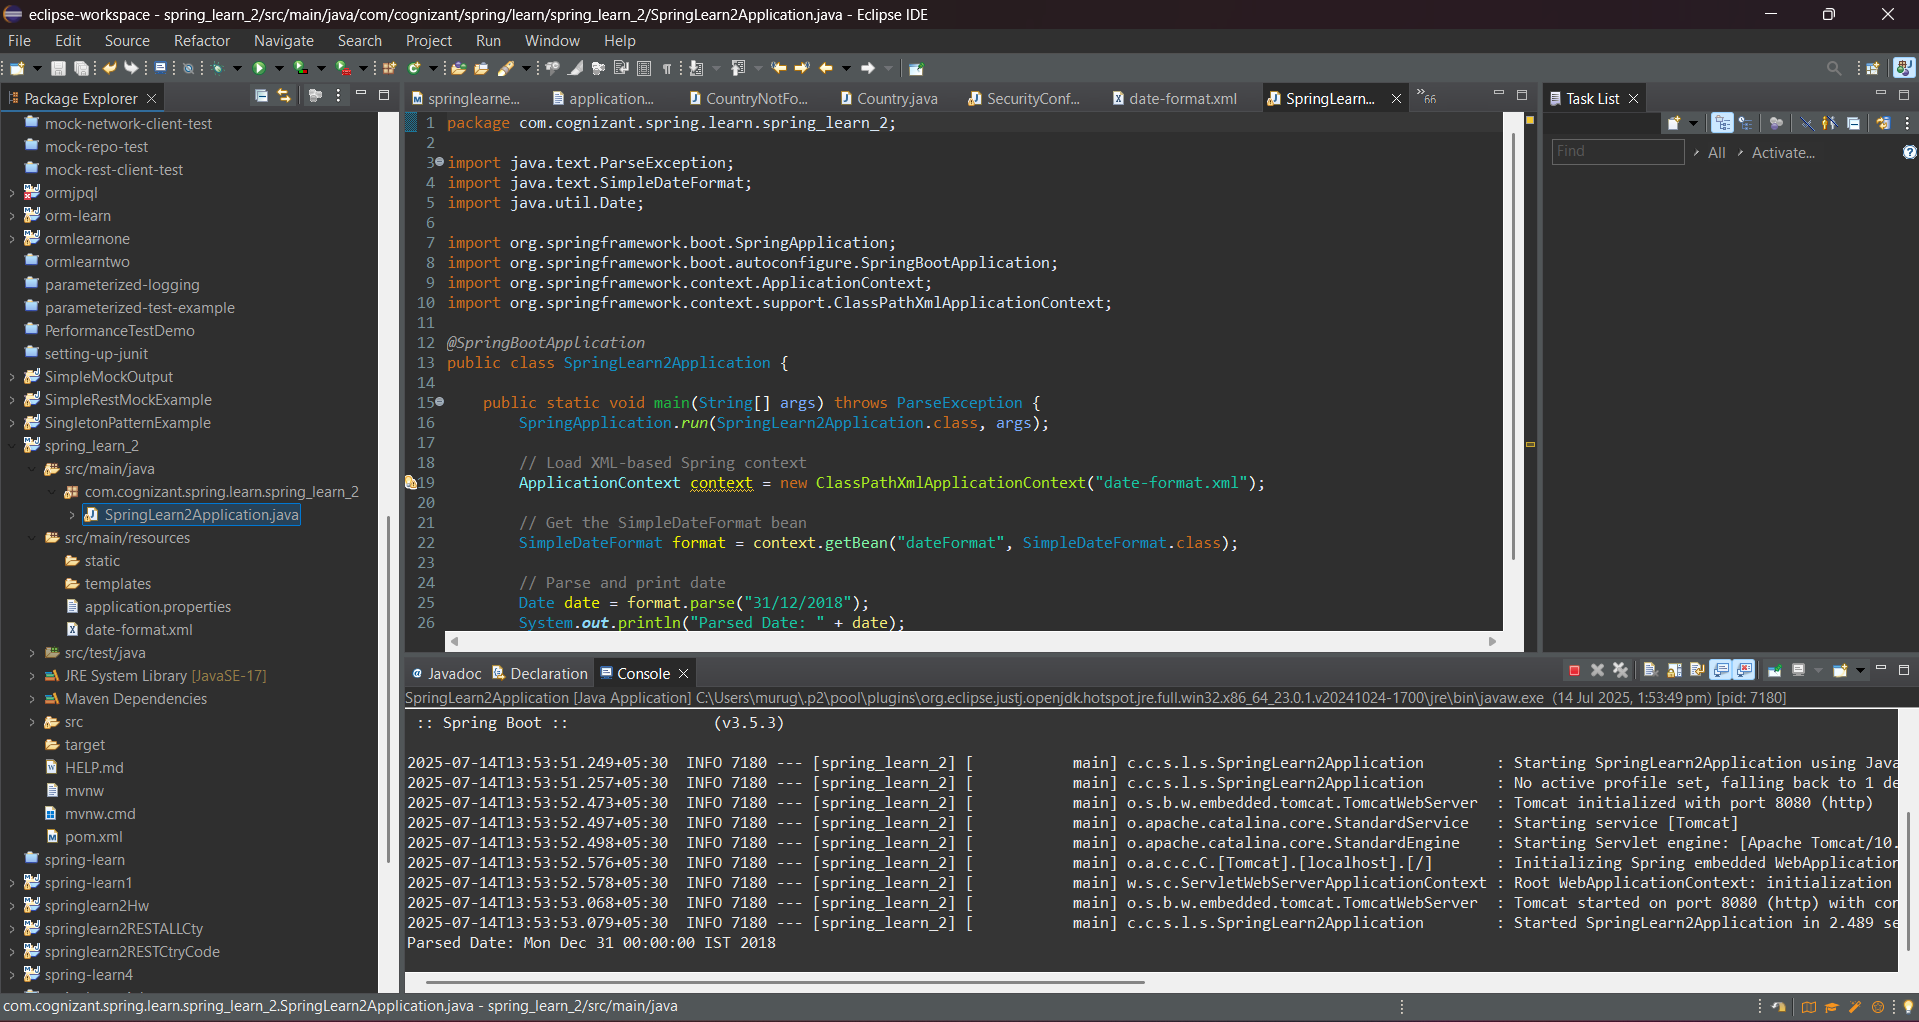 eclipse-workspace - spring_learn_2/src/main/java/com/cognizant/spring/learn/spring_learn_2/SpringLearn2Application.java - Eclipse IDE
File Edit Source Refactor Navigate Search Project Run Window Help
Package Explorer
mock-network-client-test
mock-repo-test
mock-rest-client-test
ormjpql
orm-learn
ormlearnone
ormlearntwo
parameterized-logging
parameterized-test-example
PerformanceTestDemo
setting-up-junit
SimpleMockOutput
SimpleRestMockExample
SingletonPatternExample
spring_learn_2
src/main/java
com.cognizant.spring.learn.spring_learn_2
SpringLearn2Application.java
src/main/resources
static
templates
application.properties
date-format.xml
src/test/java
JRE System Library [JavaSE-17]
Maven Dependencies
src
target
HELP.md
mvnw
mvnw.cmd
pom.xml
spring-learn
spring-learn1
springlearn2Hw
springlearn2RESTALLCty
springlearn2RESTCtryCode
spring-learn4
springlearne... application... CountryNotFo... Country.java SecurityConf... date-format.xml SpringLearn... »66
1 package com.cognizant.spring.learn.spring_learn_2;
2
3 import java.text.ParseException;
4 import java.text.SimpleDateFormat;
5 import java.util.Date;
6
7 import org.springframework.boot.SpringApplication;
8 import org.springframework.boot.autoconfigure.SpringBootApplication;
9 import org.springframework.context.ApplicationContext;
10 import org.springframework.context.support.ClassPathXmlApplicationContext;
11
12 @SpringBootApplication
13 public class SpringLearn2Application {
14
15 public static void main(String[] args) throws ParseException {
16 SpringApplication.run(SpringLearn2Application.class, args);
17
18 // Load XML-based Spring context
19 ApplicationContext context = new ClassPathXmlApplicationContext("date-format.xml");
20
21 // Get the SimpleDateFormat bean
22 SimpleDateFormat format = context.getBean("dateFormat", SimpleDateFormat.class);
23
24 // Parse and print date
25 Date date = format.parse("31/12/2018");
26 System.out.println("Parsed Date: " + date);
Task List
Find All Activate...
Javadoc Declaration Console
SpringLearn2Application [Java Application] C:\Users\murug\.p2\pool\plugins\org.eclipse.justj.openjdk.hotspot.jre.full.win32.x86_64_23.0.1.v20241024-1700\jre\bin\javaw.exe (14 Jul 2025, 1:53:49 pm) [pid: 7180]
:: Spring Boot :: (v3.5.3)
2025-07-14T13:53:51.249+05:30 INFO 7180 --- [spring_learn_2] [ main] c.c.s.l.s.SpringLearn2Application : Starting SpringLearn2Application using Java
2025-07-14T13:53:51.257+05:30 INFO 7180 --- [spring_learn_2] [ main] c.c.s.l.s.SpringLearn2Application : No active profile set, falling back to 1 de
2025-07-14T13:53:52.473+05:30 INFO 7180 --- [spring_learn_2] [ main] o.s.b.w.embedded.tomcat.TomcatWebServer : Tomcat initialized with port 8080 (http)
2025-07-14T13:53:52.497+05:30 INFO 7180 --- [spring_learn_2] [ main] o.apache.catalina.core.StandardService : Starting service [Tomcat]
2025-07-14T13:53:52.498+05:30 INFO 7180 --- [spring_learn_2] [ main] o.apache.catalina.core.StandardEngine : Starting Servlet engine: [Apache Tomcat/10.
2025-07-14T13:53:52.576+05:30 INFO 7180 --- [spring_learn_2] [ main] o.a.c.c.C.[Tomcat].[localhost].[/] : Initializing Spring embedded WebApplication
2025-07-14T13:53:52.578+05:30 INFO 7180 --- [spring_learn_2] [ main] w.s.c.ServletWebServerApplicationContext : Root WebApplicationContext: initialization
2025-07-14T13:53:53.068+05:30 INFO 7180 --- [spring_learn_2] [ main] o.s.b.w.embedded.tomcat.TomcatWebServer : Tomcat started on port 8080 (http) with con
2025-07-14T13:53:53.079+05:30 INFO 7180 --- [spring_learn_2] [ main] c.c.s.l.s.SpringLearn2Application : Started SpringLearn2Application in 2.489 se
Parsed Date: Mon Dec 31 00:00:00 IST 2018
com.cognizant.spring.learn.spring_learn_2.SpringLearn2Application.java - spring_learn_2/src/main/java